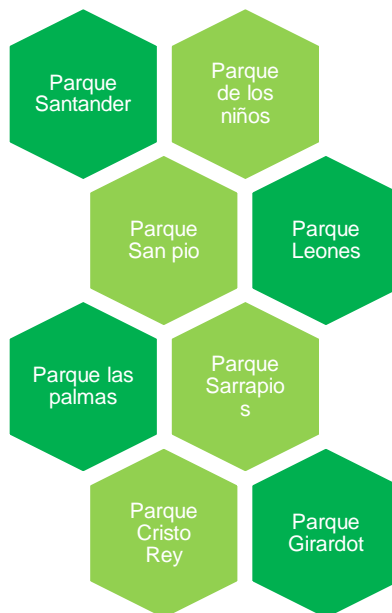 Parque
Santander
Parque
de los
niños
Parque
San pio
Parque
Leones
Parque las
palmas
Parque
Sarrapio
s
Parque
Cristo
Rey
Parque
Girardot